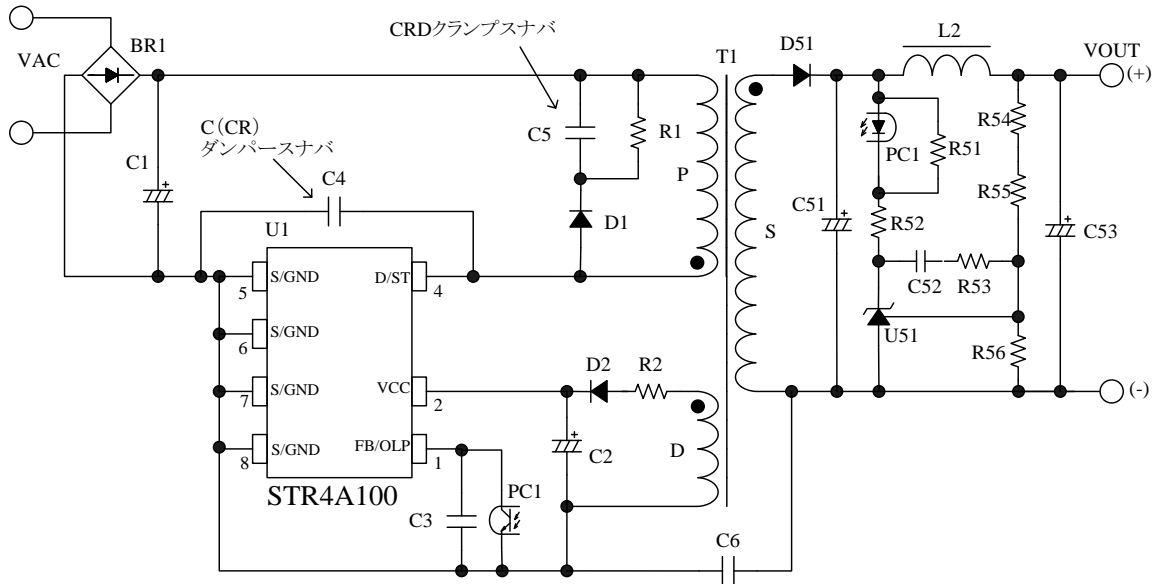 VAC
BR1
CRDクランプスナバ
T1
D51
L2
VOUT
(+)
C1
C(CR)
ダンパースナバ
C4
C5
R1
P
D1
S
C51
PC1
R51
R52
R54
R55
C53
C52
R53
U51
R56
(-)
U1
S/GND
5
D/ST
4
S/GND
6
S/GND
7
VCC
2
S/GND
8
FB/OLP
1
STR4A100
D2
R2
C2
D
C3
PC1
C6